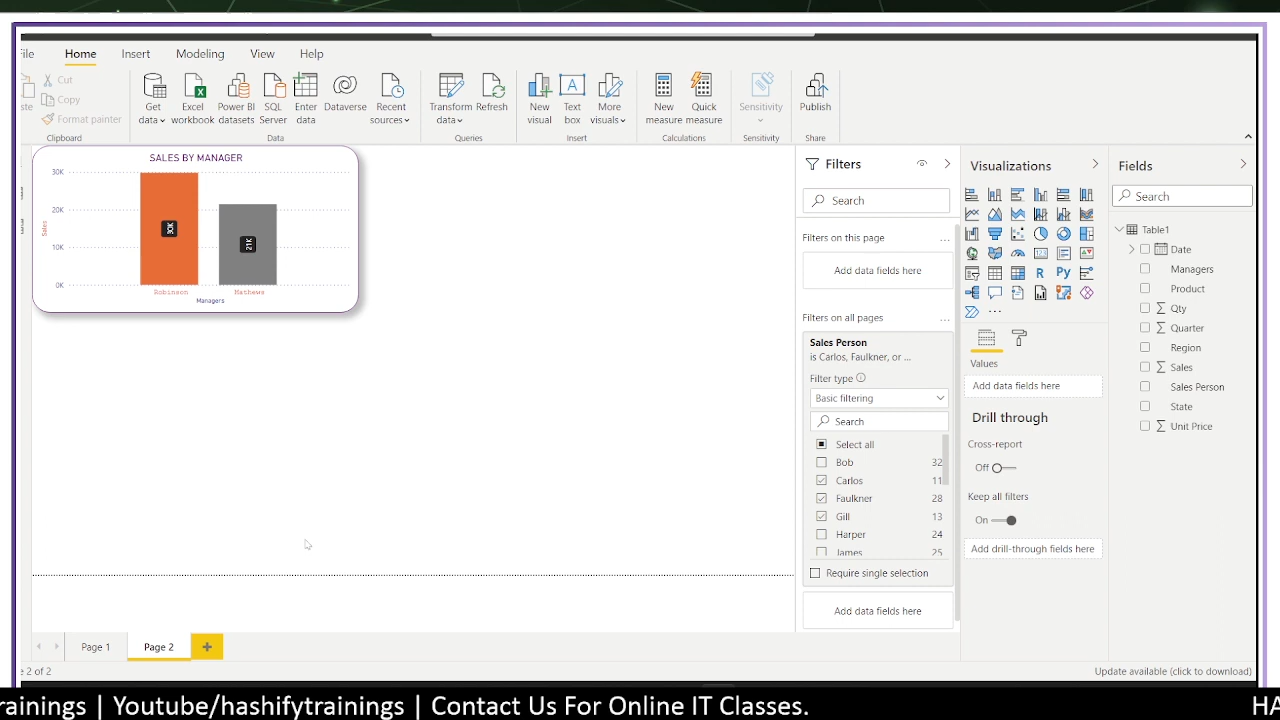 File
Home
Insert
Modeling
View
Help
Cut
Copy
Format painter
Clipboard
Get data
Excel workbook
Power BI datasets
SQL Server
Enter data
Dataverse
Recent sources
Data
Transform data
Refresh
Queries
New visual
Text box
More visuals
Insert
New measure
Quick measure
Calculations
Sensitivity
Sensitivity
Publish
Share
SALES BY MANAGER
30K
20K
10K
0K
Sales
30K
21K
Robinson
Mathews
Managers
Filters
Search
Filters on this page
...
Add data fields here
Filters on all pages
...
Sales Person
is Carlos, Faulkner, or ...
Filter type
Basic filtering
Search
Select all
Bob 32
Carlos 11
Faulkner 28
Gill 13
Harper 24
James 25
Require single selection
Add data fields here
Visualizations
R
Py
...
Values
Add data fields here
Drill through
Cross-report
Off
Keep all filters
On
Add drill-through fields here
Fields
Search
Table1
Date
Managers
Product
Σ Qty
Σ Quarter
Region
Σ Sales
Sales Person
State
Σ Unit Price
Page 1
Page 2
+
e 2 of 2
Update available (click to download)
rainings | Youtube/hashifytrainings | Contact Us For Online IT Classes.
HA